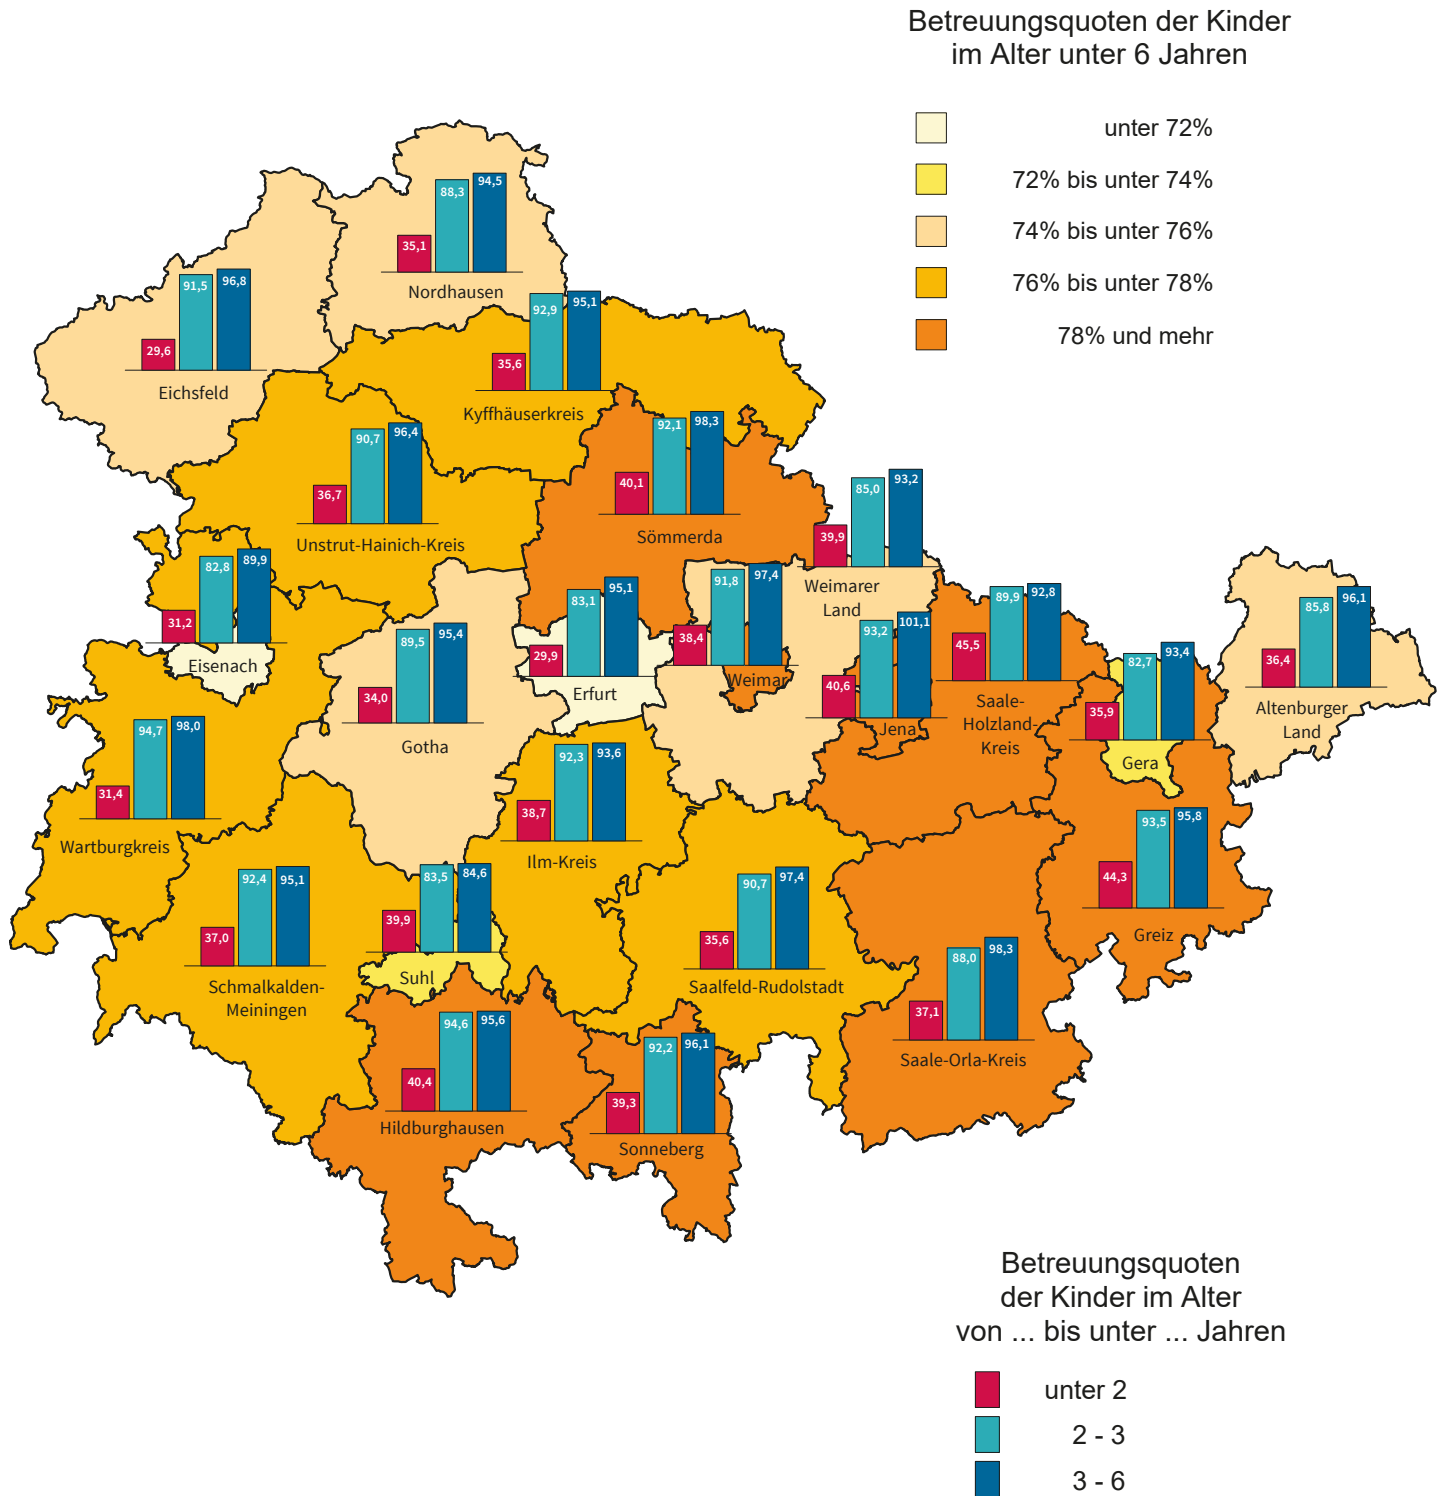 Betreuungsquoten der Kinder
im Alter unter 6 Jahren
unter 72%
72% bis unter 74%
74% bis unter 76%
76% bis unter 78%
78% und mehr
35,1
88,3
94,5
Nordhausen
29,6
91,5
96,8
Eichsfeld
35,6
92,9
95,1
Kyffhäuserkreis
36,7
90,7
96,4
Unstrut-Hainich-Kreis
40,1
92,1
98,3
Sömmerda
39,9
85,0
93,2
Weimarer
Land
31,2
82,8
89,9
Eisenach
34,0
89,5
95,4
Gotha
29,9
83,1
95,1
Erfurt
38,4
91,8
97,4
Weimar
40,6
93,2
101,1
Jena
45,5
89,9
92,8
Saale-
Holzland-
Kreis
35,9
82,7
93,4
Gera
36,4
85,8
96,1
Altenburger
Land
31,4
94,7
98,0
Wartburgkreis
38,7
92,3
93,6
Ilm-Kreis
44,3
93,5
95,8
Greiz
37,0
92,4
95,1
Schmalkalden-
Meiningen
39,9
83,5
84,6
Suhl
35,6
90,7
97,4
Saalfeld-Rudolstadt
37,1
88,0
98,3
Saale-Orla-Kreis
40,4
94,6
95,6
Hildburghausen
39,3
92,2
96,1
Sonneberg
Betreuungsquoten
der Kinder im Alter
von ... bis unter ... Jahren
unter 2
2 - 3
3 - 6